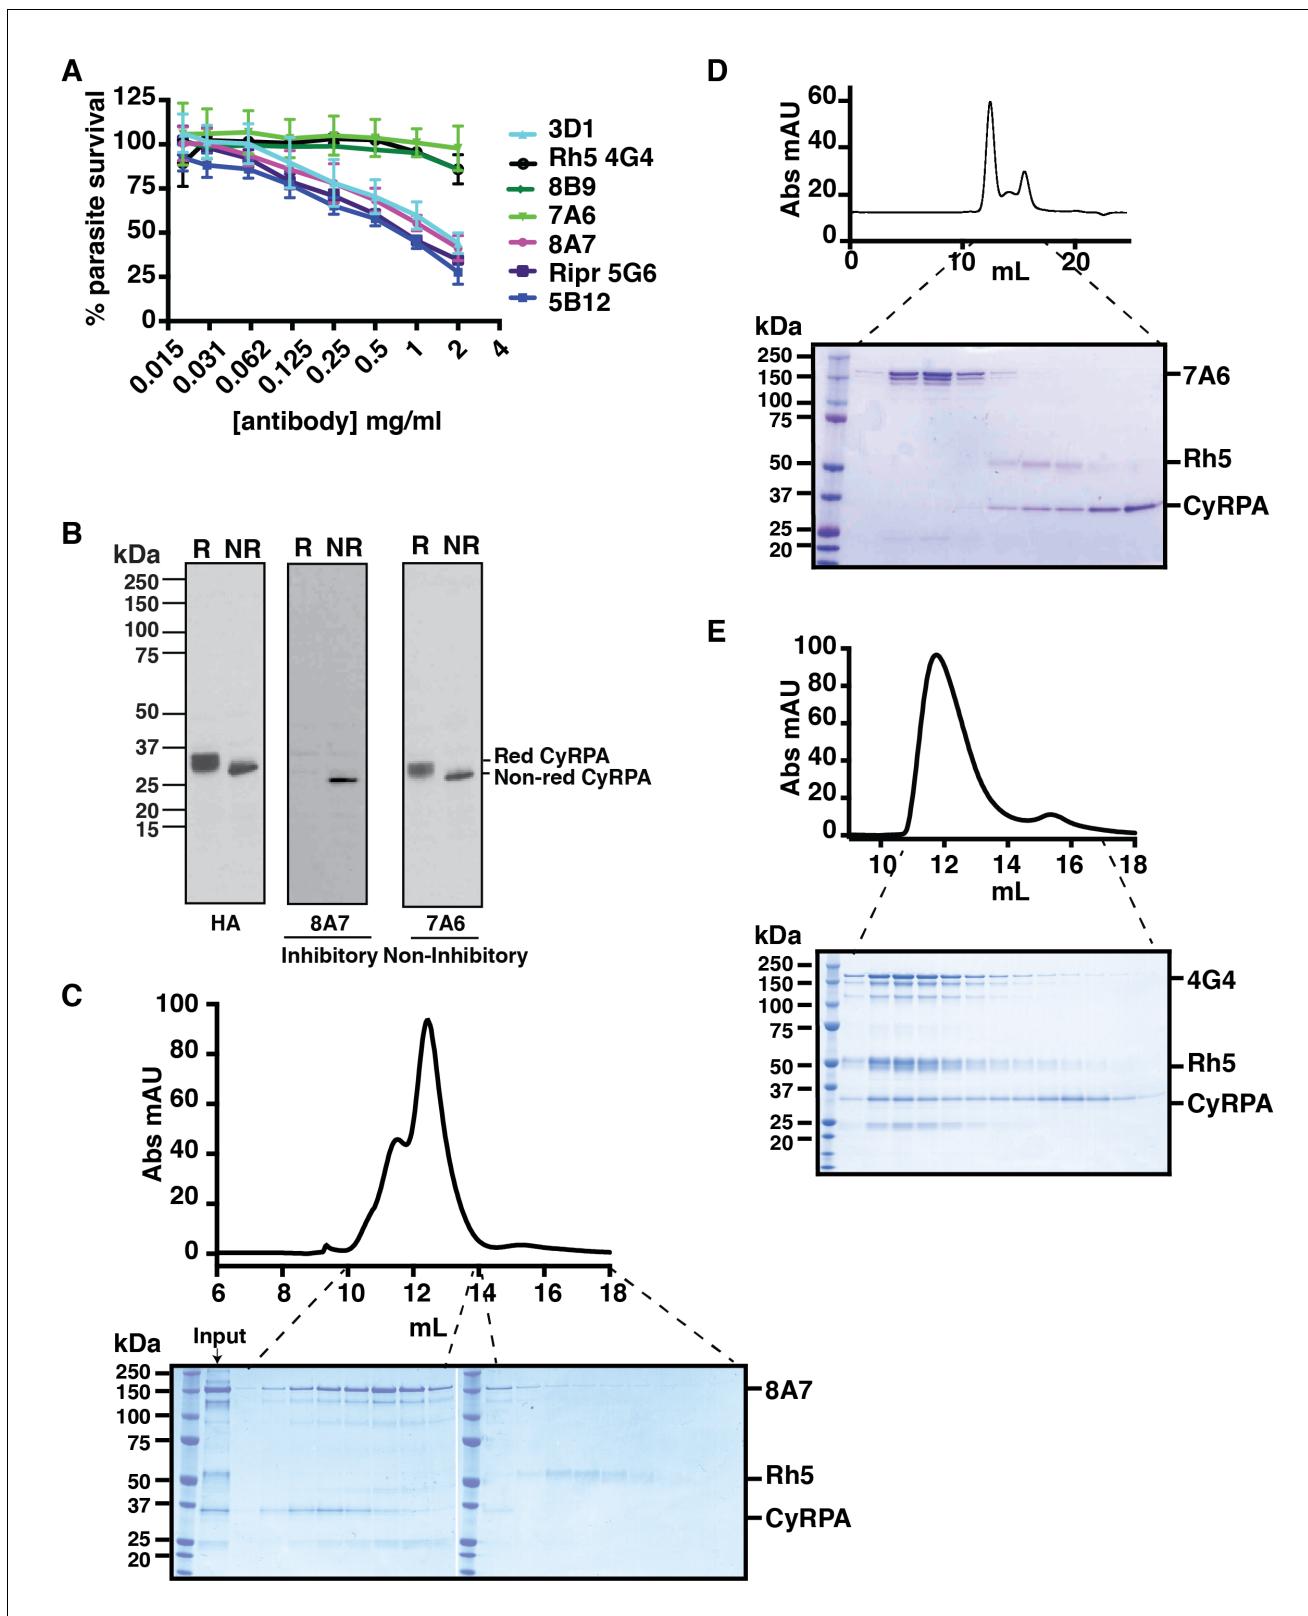 A
% parasite survival
125
100
75
50
25
0
0.015
0.031
0.062
0.125
0.25
0.5
1
2
4
[antibody] mg/ml
3D1
Rh5 4G4
8B9
7A6
8A7
Ripr 5G6
5B12
B
kDa
R NR
R NR
R NR
250
150
100
75
50
37
25
20
15
Red CyRPA
Non-red CyRPA
HA
8A7
7A6
Inhibitory
Non-Inhibitory
C
Abs mAU
100
80
60
40
20
0
6
8
10
12
14
16
18
mL
kDa
Input
250
150
100
75
50
37
25
20
8A7
Rh5
CyRPA
D
Abs mAU
60
40
20
0
0
10
20
mL
kDa
250
150
100
75
50
37
25
20
7A6
Rh5
CyRPA
E
Abs mAU
100
80
60
40
20
0
10
12
14
16
18
mL
kDa
250
150
100
75
50
37
25
20
4G4
Rh5
CyRPA